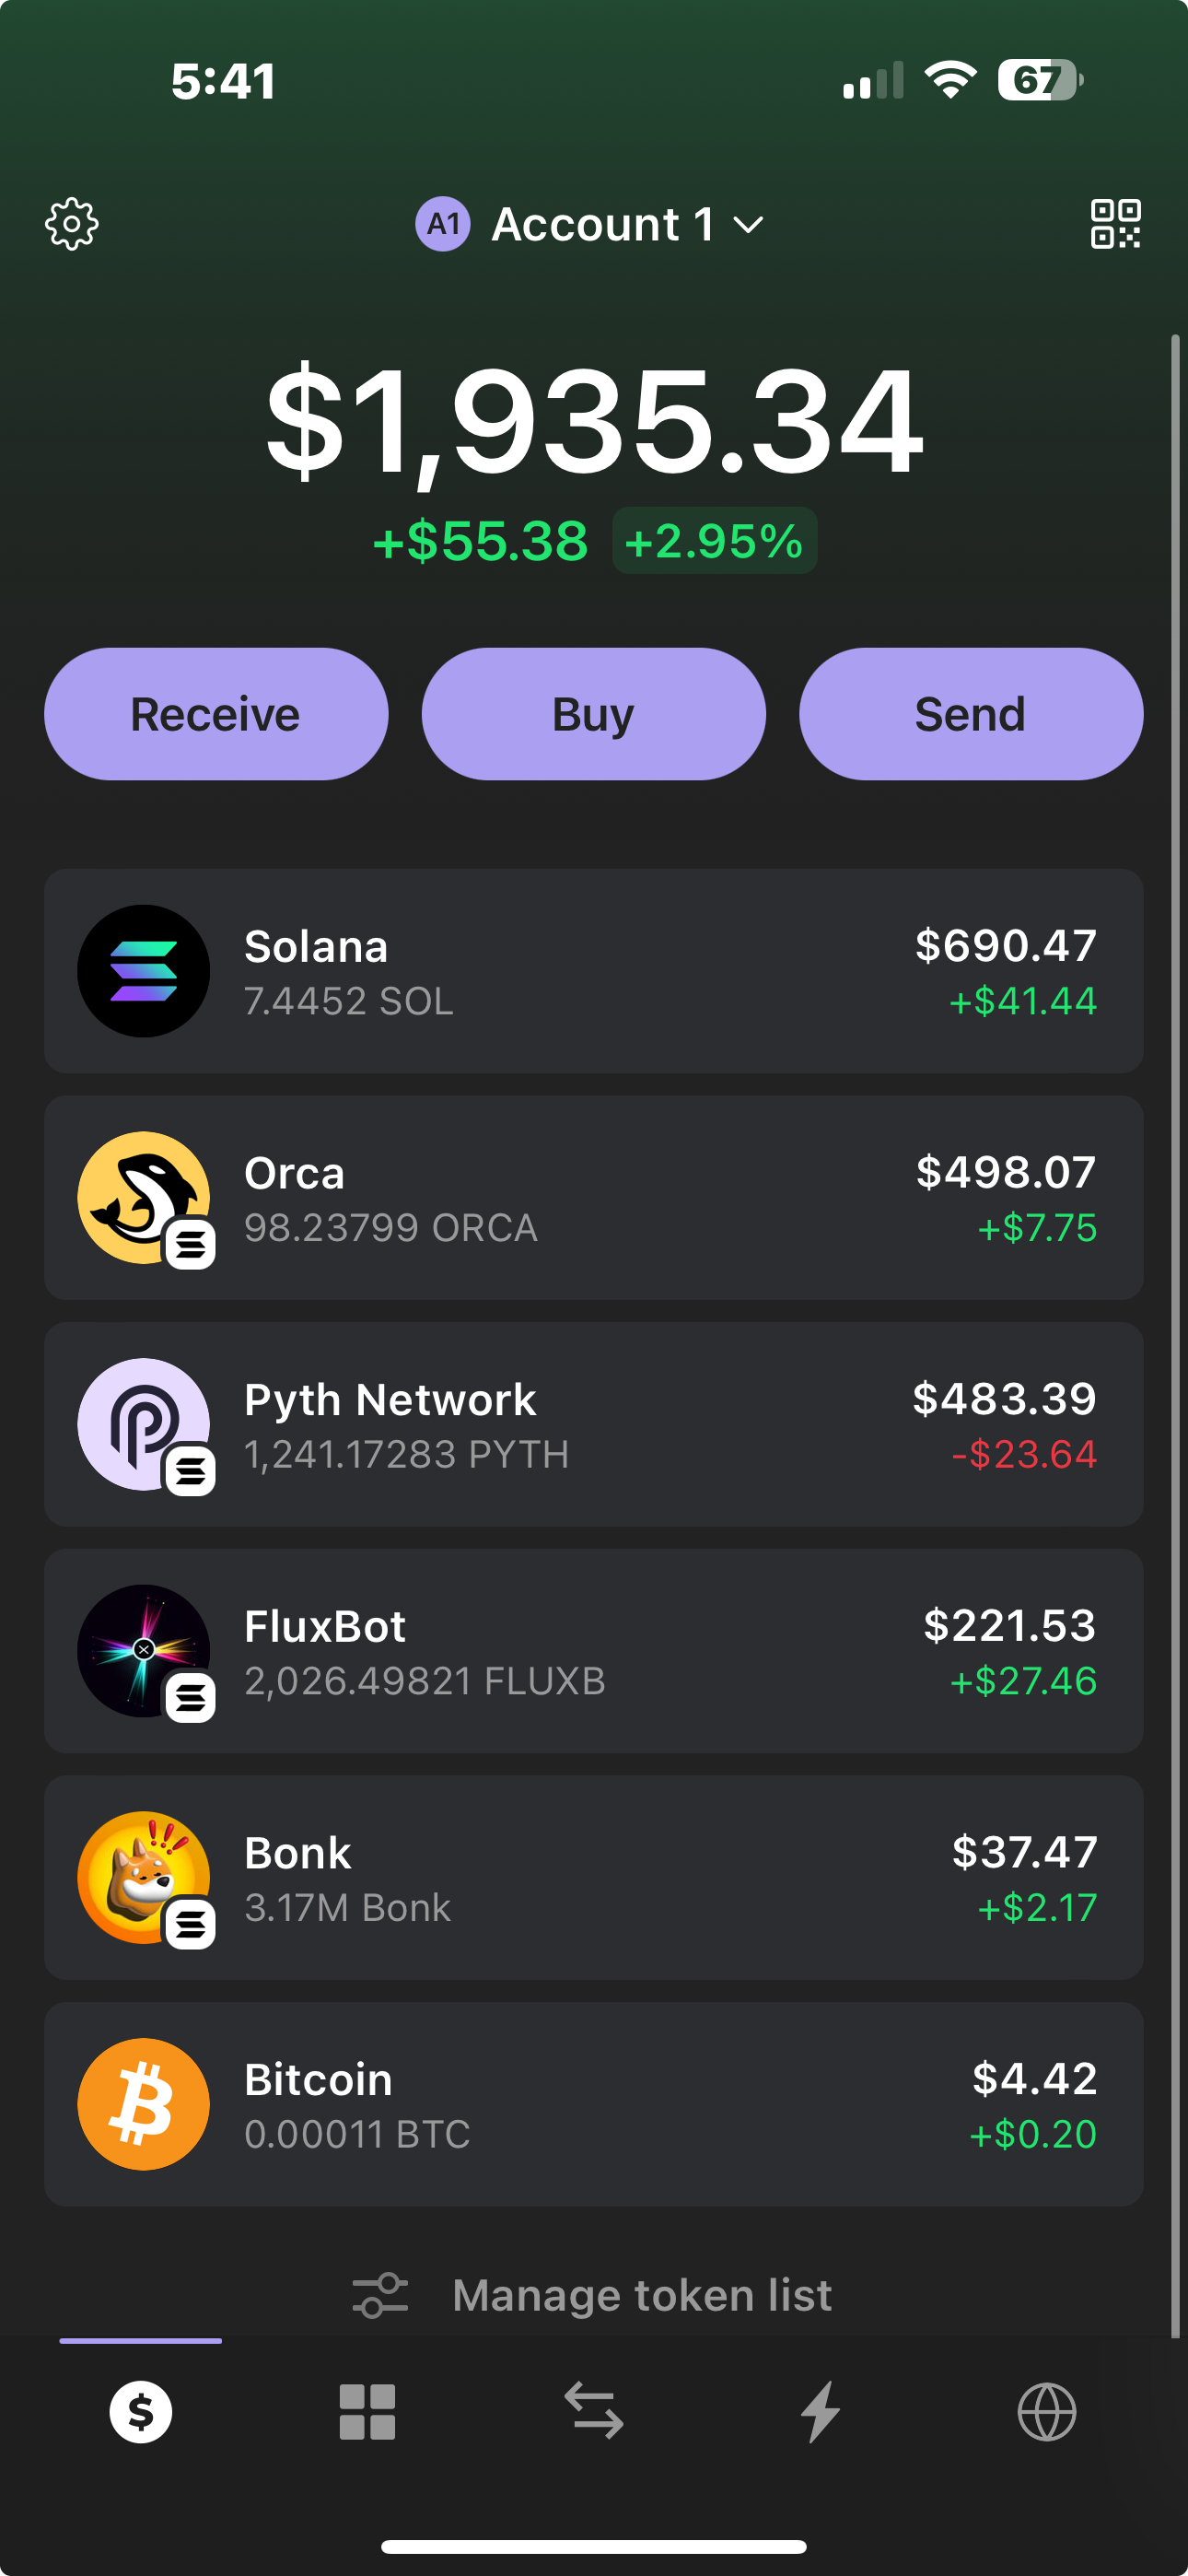 5:41
67
A1 Account 1
$1,935.34
+$55.38 +2.95%
Receive Buy Send
Solana $690.47
7.4452 SOL +$41.44
Orca $498.07
98.23799 ORCA +$7.75
Pyth Network $483.39
1,241.17283 PYTH -$23.64
FluxBot $221.53
2,026.49821 FLUXB +$27.46
Bonk $37.47
3.17M Bonk +$2.17
Bitcoin $4.42
0.00011 BTC +$0.20
Manage token list